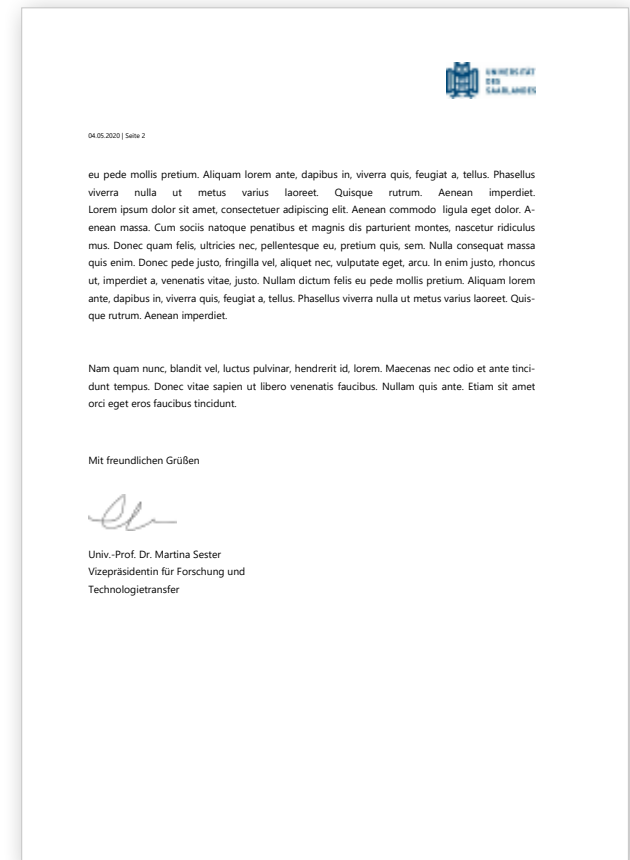 UNIVERSITÄT
DES
SAARLANDES
04.05.2020 | Seite 2
eu pede mollis pretium. Aliquam lorem ante, dapibus in, viverra quis, feugiat a, tellus. Phasellus
viverra nulla ut metus varius laoreet. Quisque rutrum. Aenean imperdiet.
Lorem ipsum dolor sit amet, consectetuer adipiscing elit. Aenean commodo ligula eget dolor. A-
enean massa. Cum sociis natoque penatibus et magnis dis parturient montes, nascetur ridiculus
mus. Donec quam felis, ultricies nec, pellentesque eu, pretium quis, sem. Nulla consequat massa
quis enim. Donec pede justo, fringilla vel, aliquet nec, vulputate eget, arcu. In enim justo, rhoncus
ut, imperdiet a, venenatis vitae, justo. Nullam dictum felis eu pede mollis pretium. Aliquam lorem
ante, dapibus in, viverra quis, feugiat a, tellus. Phasellus viverra nulla ut metus varius laoreet. Quis-
que rutrum. Aenean imperdiet.
Nam quam nunc, blandit vel, luctus pulvinar, hendrerit id, lorem. Maecenas nec odio et ante tinci-
dunt tempus. Donec vitae sapien ut libero venenatis faucibus. Nullam quis ante. Etiam sit amet
orci eget eros faucibus tincidunt.
Mit freundlichen Grüßen
Univ.-Prof. Dr. Martina Sester
Vizepräsidentin für Forschung und
Technologietransfer